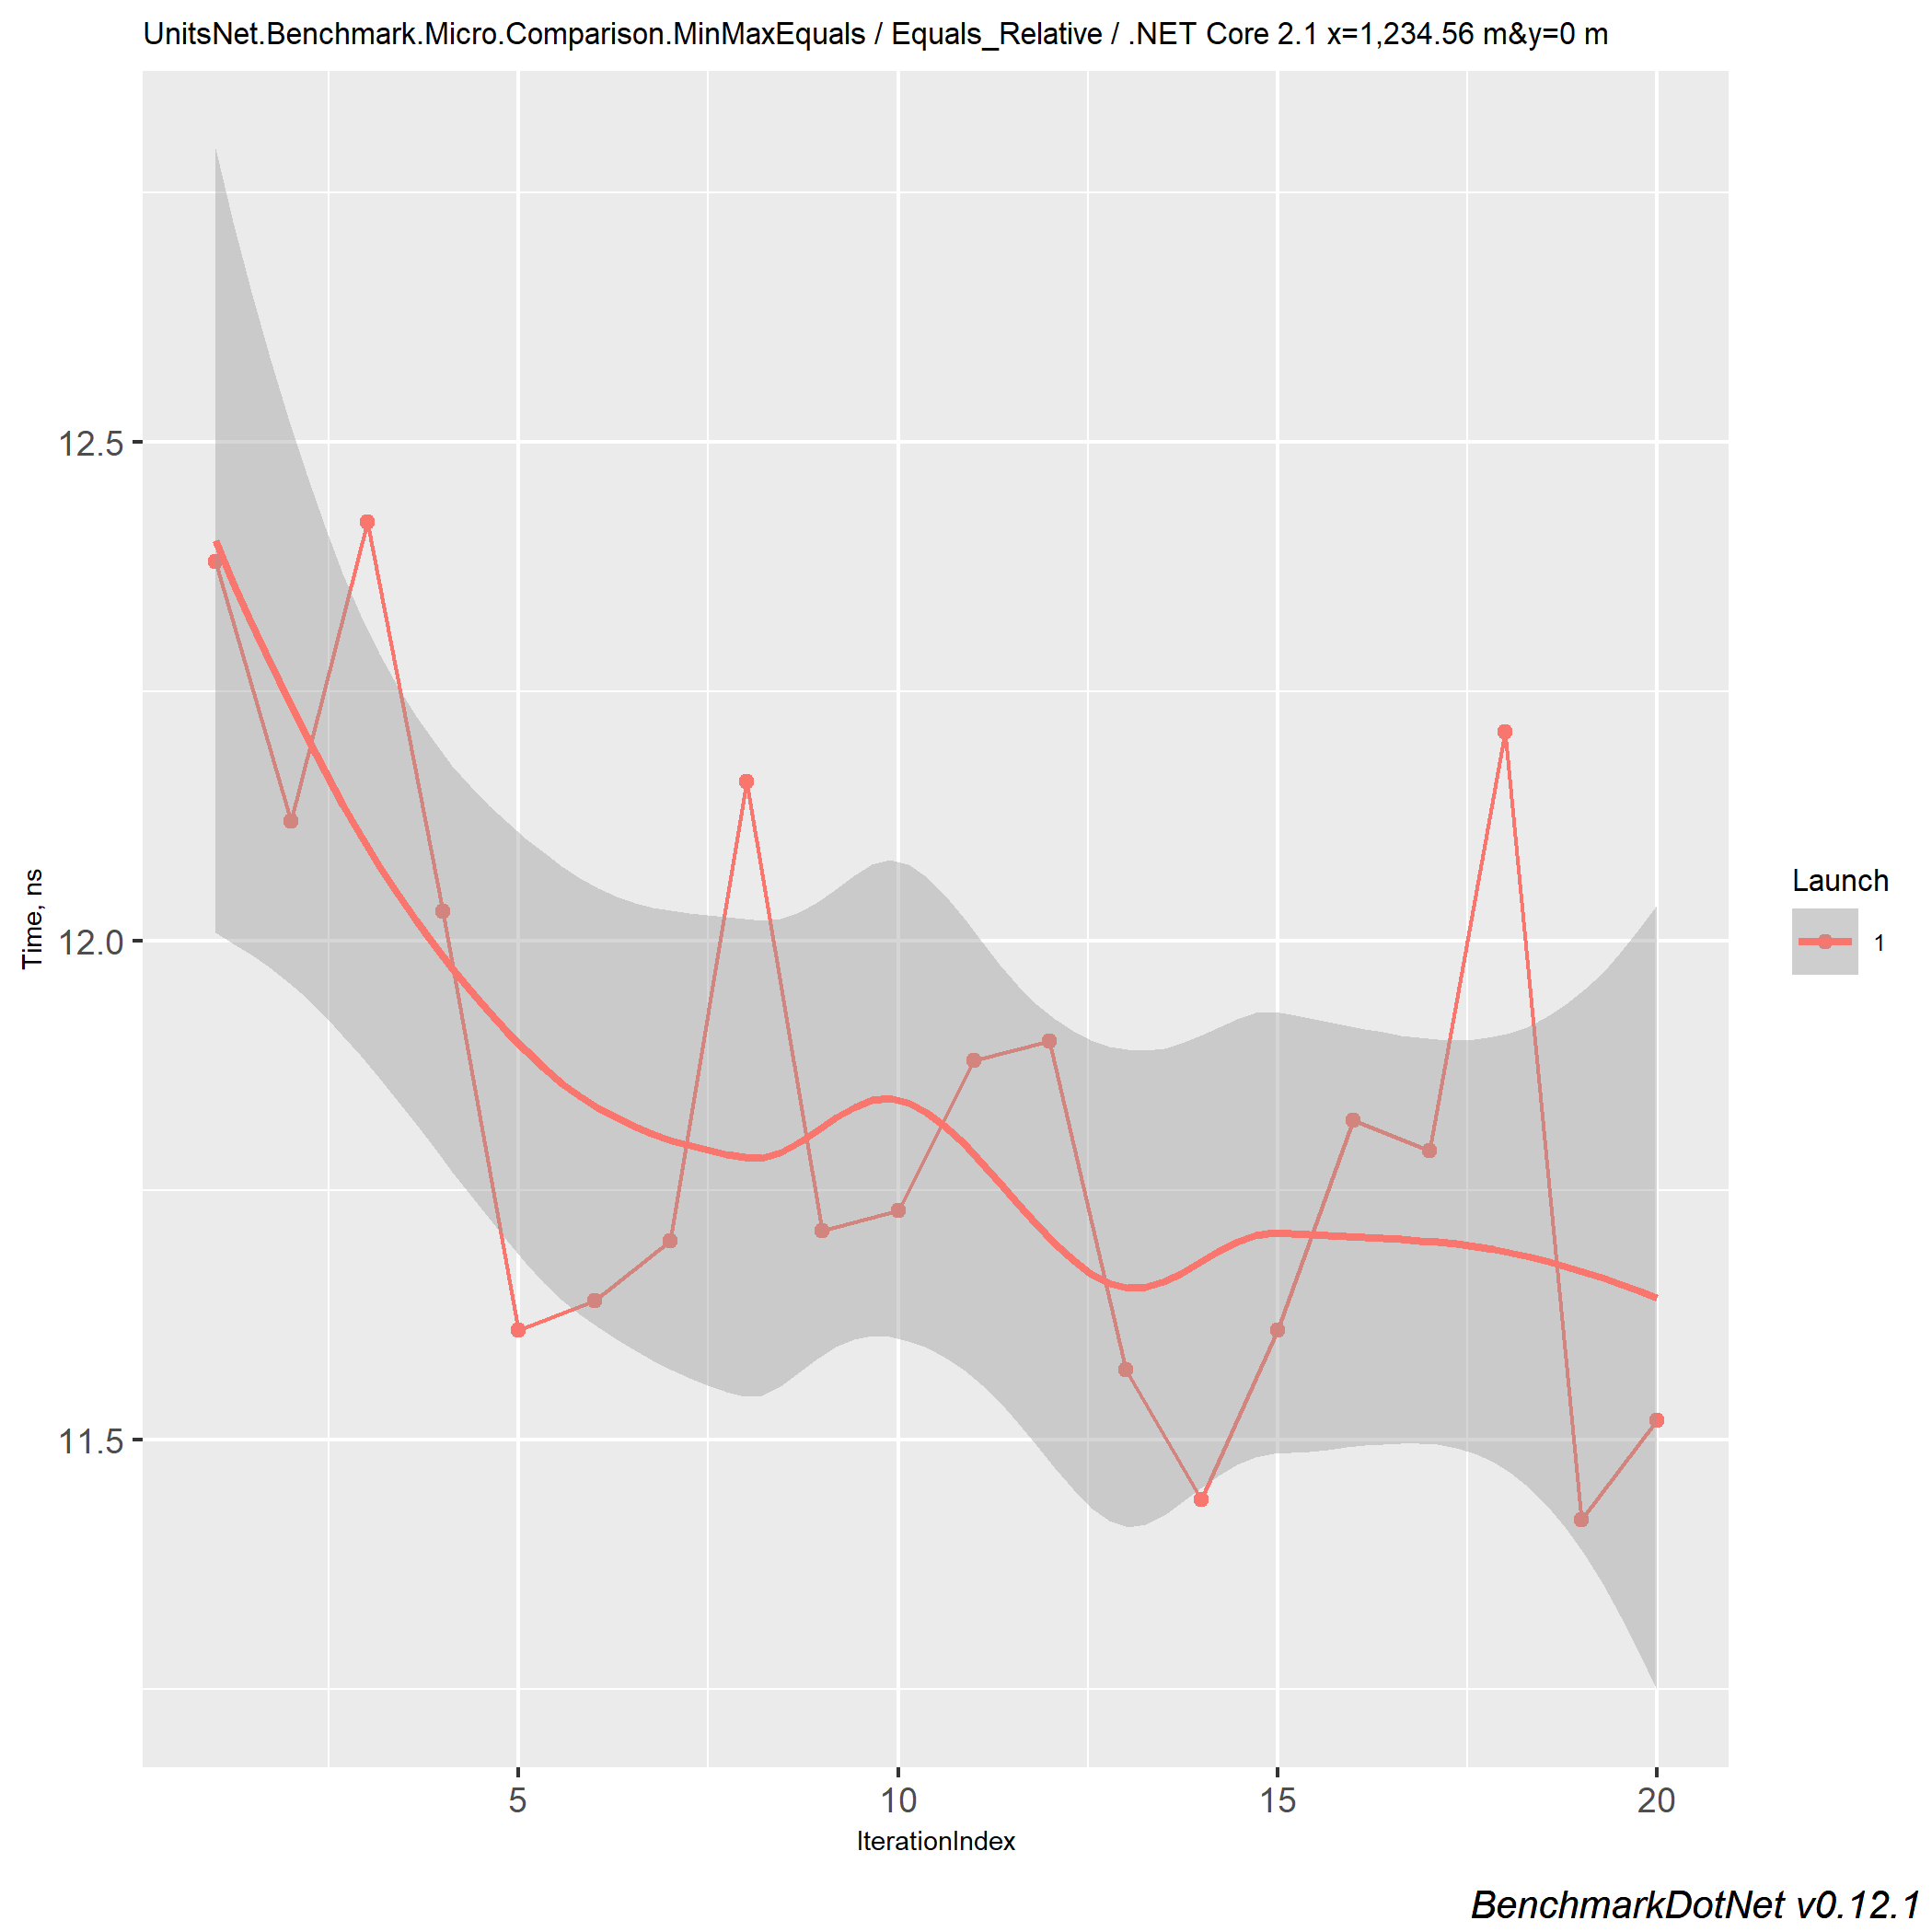 UnitsNet.Benchmark.Micro.Comparison.MinMaxEquals / Equals_Relative / .NET Core 2.1 x=1,234.56 m&y=0 m
12.5
12.0
11.5
Time, ns
5 10 15 20
IterationIndex
Launch
1
BenchmarkDotNet v0.12.1